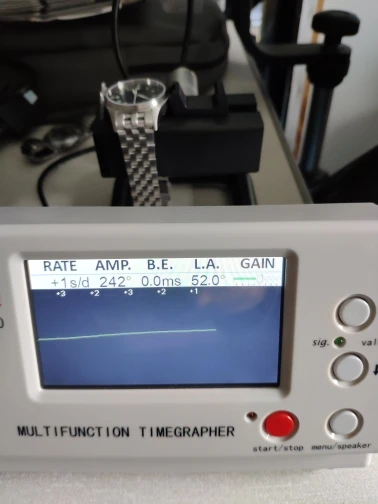 RATE AMP. B.E. L.A. GAIN
+1s/d 242° 0.0ms 52.0°
+3 +2 +3 +2 +1
sig.
MULTIFUNCTION TIMEGRAPHER
start/stop menu/speaker